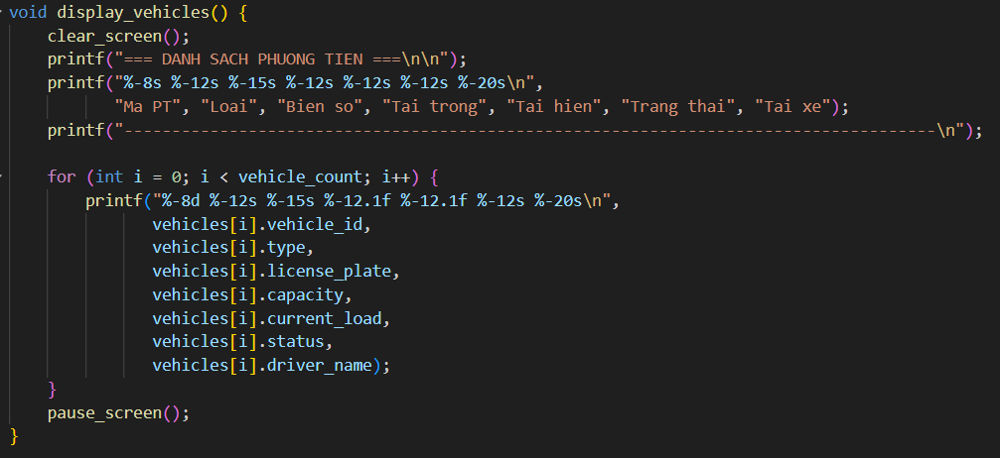 void display_vehicles() {
    clear_screen();
    printf("=== DANH SACH PHUONG TIEN ===\n\n");
    printf("%-8s %-12s %-15s %-12s %-12s %-12s %-20s\n",
           "Ma PT", "Loai", "Bien so", "Tai trong", "Tai hien", "Trang thai", "Tai xe");
    printf("-------------------------------------------------------------------------------------\n");
    for (int i = 0; i < vehicle_count; i++) {
        printf("%-8d %-12s %-15s %-12.1f %-12.1f %-12s %-20s\n",
               vehicles[i].vehicle_id,
               vehicles[i].type,
               vehicles[i].license_plate,
               vehicles[i].capacity,
               vehicles[i].current_load,
               vehicles[i].status,
               vehicles[i].driver_name);
    }
    pause_screen();
}